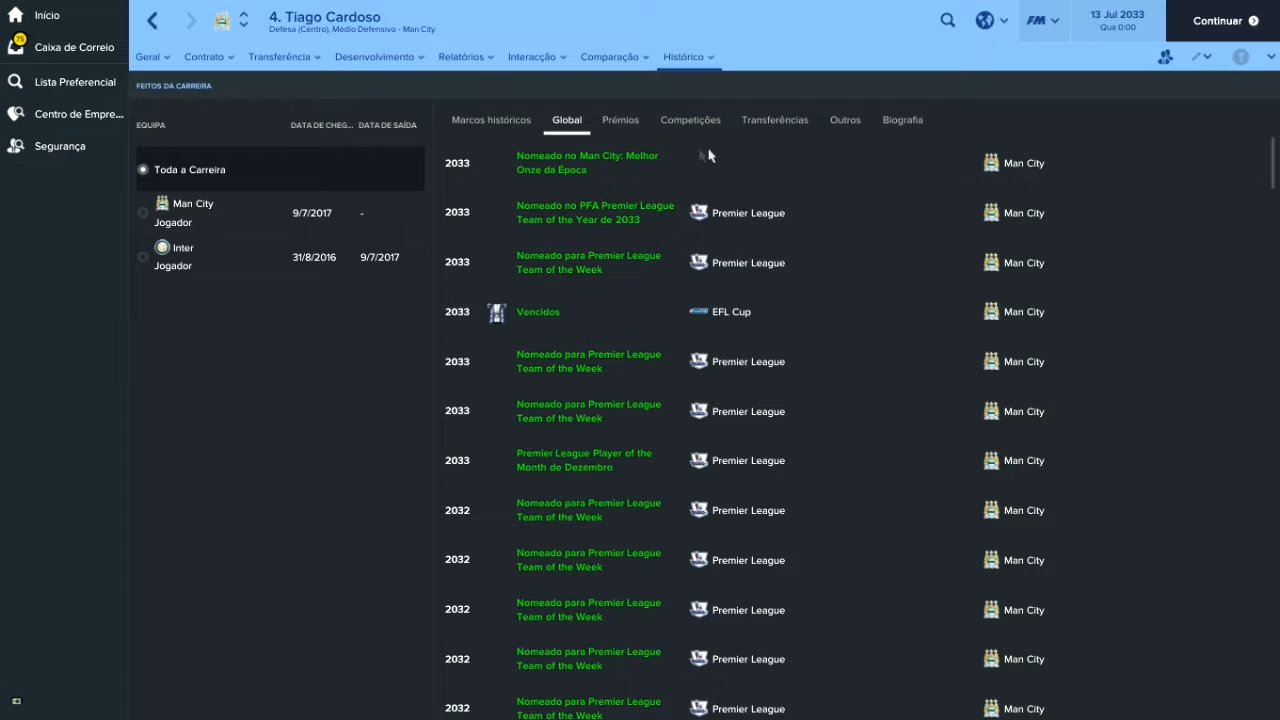 Início
75
Caixa de Correio
Lista Preferencial
Centro de Empre...
Segurança
4. Tiago Cardoso
Defesa (Centro), Médio Defensivo - Man City
FM
13 Jul 2033
Qua 0:00
Continuar
Geral
Contrato
Transferência
Desenvolvimento
Relatórios
Interacção
Comparação
Histórico
?
FEITOS DA CARREIRA
EQUIPA
DATA DE CHEG...
DATA DE SAÍDA
Toda a Carreira
Man City
Jogador
9/7/2017
-
Inter
Jogador
31/8/2016
9/7/2017
Marcos históricos
Global
Prémios
Competições
Transferências
Outros
Biografia
2033
Nomeado no Man City: Melhor
Onze da Época
Man City
2033
Nomeado no PFA Premier League
Team of the Year de 2033
Premier League
Man City
2033
Nomeado para Premier League
Team of the Week
Premier League
Man City
2033
Vencidos
EFL Cup
Man City
2033
Nomeado para Premier League
Team of the Week
Premier League
Man City
2033
Nomeado para Premier League
Team of the Week
Premier League
Man City
2033
Premier League Player of the
Month de Dezembro
Premier League
Man City
2032
Nomeado para Premier League
Team of the Week
Premier League
Man City
2032
Nomeado para Premier League
Team of the Week
Premier League
Man City
2032
Nomeado para Premier League
Team of the Week
Premier League
Man City
2032
Nomeado para Premier League
Team of the Week
Premier League
Man City
2032
Nomeado para Premier League
Team of the Week
Premier League
Man City